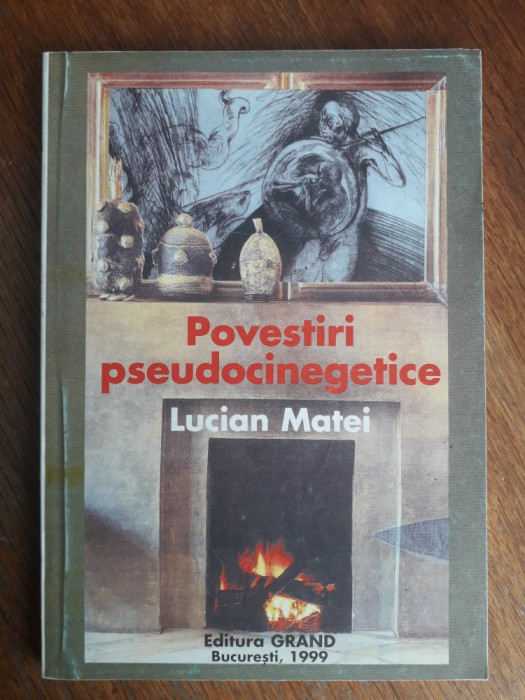 Povestiri
pseudocinegetice
Lucian Matei
Editura GRAND
București, 1999